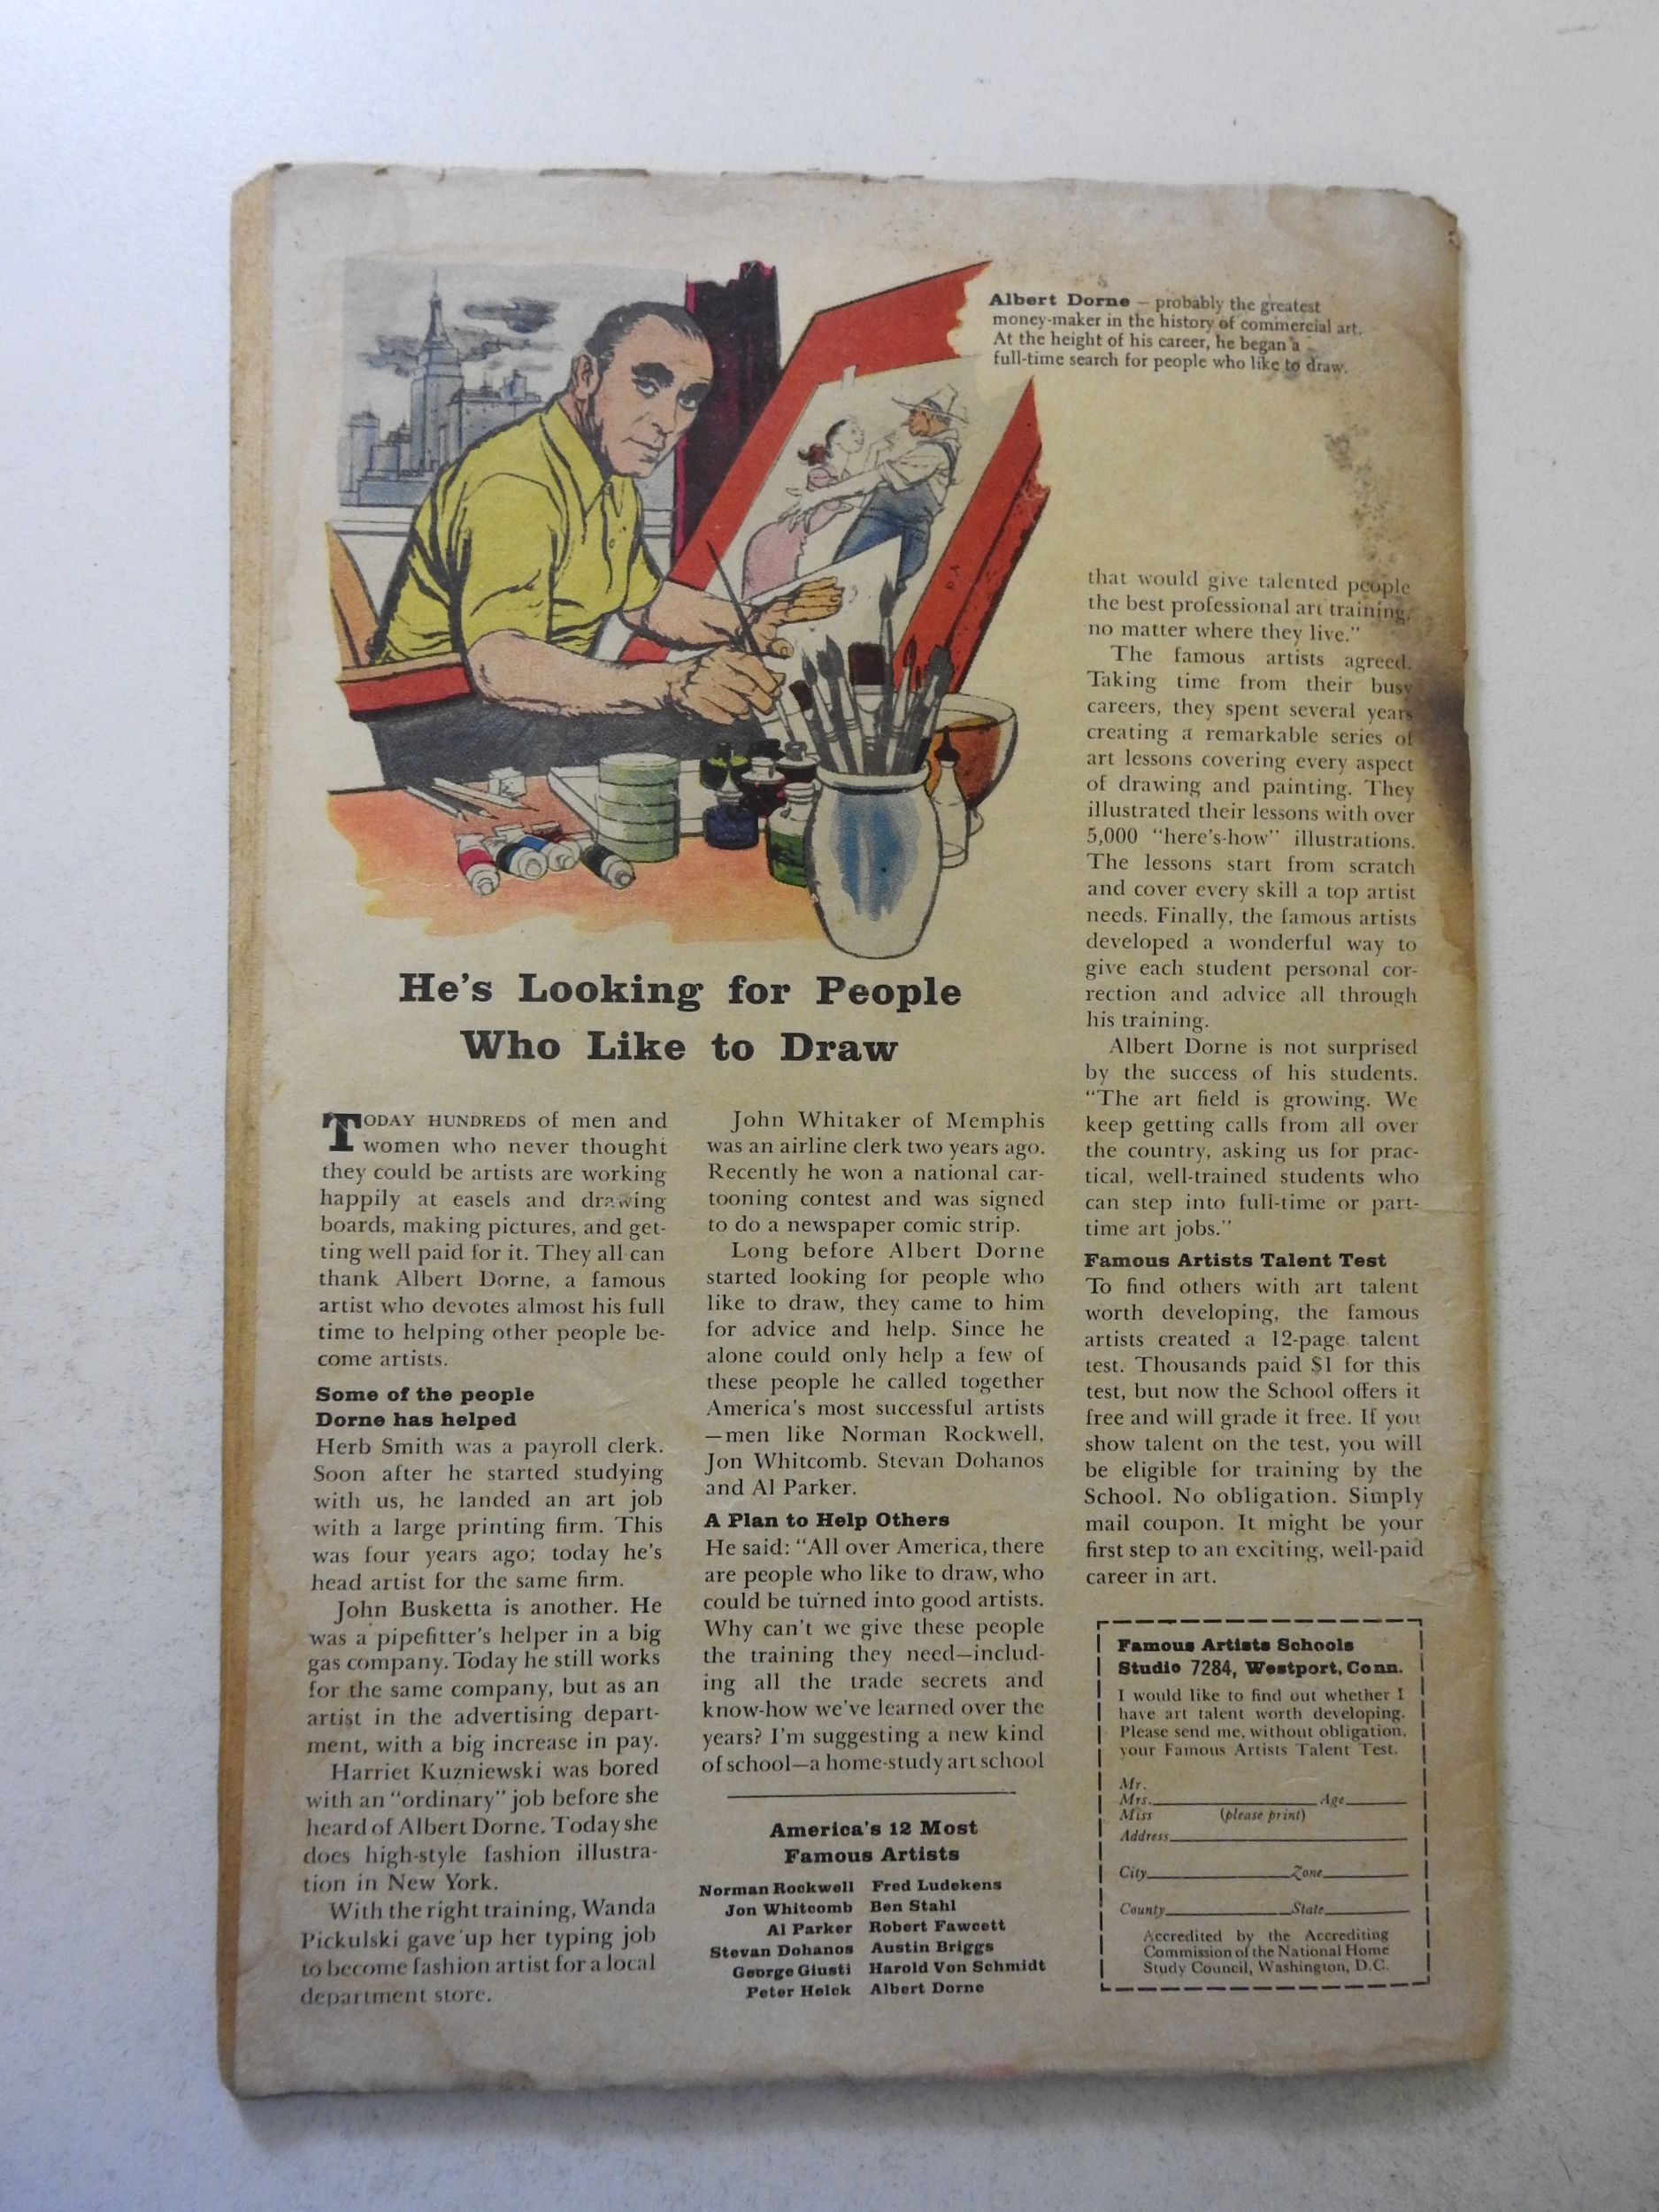 Albert Dorne – probably the greatest
money-maker in the history of commercial art.
At the height of his career, he began a
full-time search for people who like to draw.
He's Looking for People
Who Like to Draw
TODAY HUNDREDS of men and
women who never thought
they could be artists are working
happily at easels and drawing
boards, making pictures, and get-
ting well paid for it. They all can
thank Albert Dorne, a famous
artist who devotes almost his full
time to helping other people be-
come artists.
Some of the people
Dorne has helped
Herb Smith was a payroll clerk.
Soon after he started studying
with us, he landed an art job
with a large printing firm. This
was four years ago; today he's
head artist for the same firm.
John Busketta is another. He
was a pipefitter's helper in a big
gas company. Today he still works
for the same company, but as an
artist in the advertising depart-
ment, with a big increase in pay.
Harriet Kuzniewski was bored
with an "ordinary" job before she
heard of Albert Dorne. Today she
does high-style fashion illustra-
tion in New York.
With the right training, Wanda
Pickulski gave up her typing job
to become fashion artist for a local
department store.
John Whitaker of Memphis
was an airline clerk two years ago.
Recently he won a national car-
tooning contest and was signed
to do a newspaper comic strip.
Long before Albert Dorne
started looking for people who
like to draw, they came to him
for advice and help. Since he
alone could only help a few of
these people he called together
America's most successful artists
—men like Norman Rockwell,
Jon Whitcomb. Stevan Dohanos
and Al Parker.
A Plan to Help Others
He said: "All over America, there
are people who like to draw, who
could be turned into good artists.
Why can't we give these people
the training they need—includ-
ing all the trade secrets and
know-how we've learned over the
years? I'm suggesting a new kind
of school—a home-study art school
America's 12 Most
Famous Artists
Norman Rockwell Fred Ludekens
Jon Whitcomb Ben Stahl
Al Parker Robert Fawcett
Stevan Dohanos Austin Briggs
George Giusti Harold Von Schmidt
Peter Helck Albert Dorne
that would give talented people
the best professional art training,
no matter where they live."
The famous artists agreed.
Taking time from their busy
careers, they spent several years
creating a remarkable series of
art lessons covering every aspect
of drawing and painting. They
illustrated their lessons with over
5,000 "here's-how" illustrations.
The lessons start from scratch
and cover every skill a top artist
needs. Finally, the famous artists
developed a wonderful way to
give each student personal cor-
rection and advice all through
his training.
Albert Dorne is not surprised
by the success of his students.
"The art field is growing. We
keep getting calls from all over
the country, asking us for prac-
tical, well-trained students who
can step into full-time or part-
time art jobs."
Famous Artists Talent Test
To find others with art talent
worth developing, the famous
artists created a 12-page talent
test. Thousands paid $1 for this
test, but now the School offers it
free and will grade it free. If you
show talent on the test, you will
be eligible for training by the
School. No obligation. Simply
mail coupon. It might be your
first step to an exciting, well-paid
career in art.
Famous Artists Schools
Studio 7284, Westport, Conn.
I would like to find out whether I
have art talent worth developing.
Please send me, without obligation,
your Famous Artists Talent Test.
Mr.
Mrs. Age
Miss (please print)
Address
City Zone
County State
Accredited by the Accrediting
Commission of the National Home
Study Council, Washington, D.C.